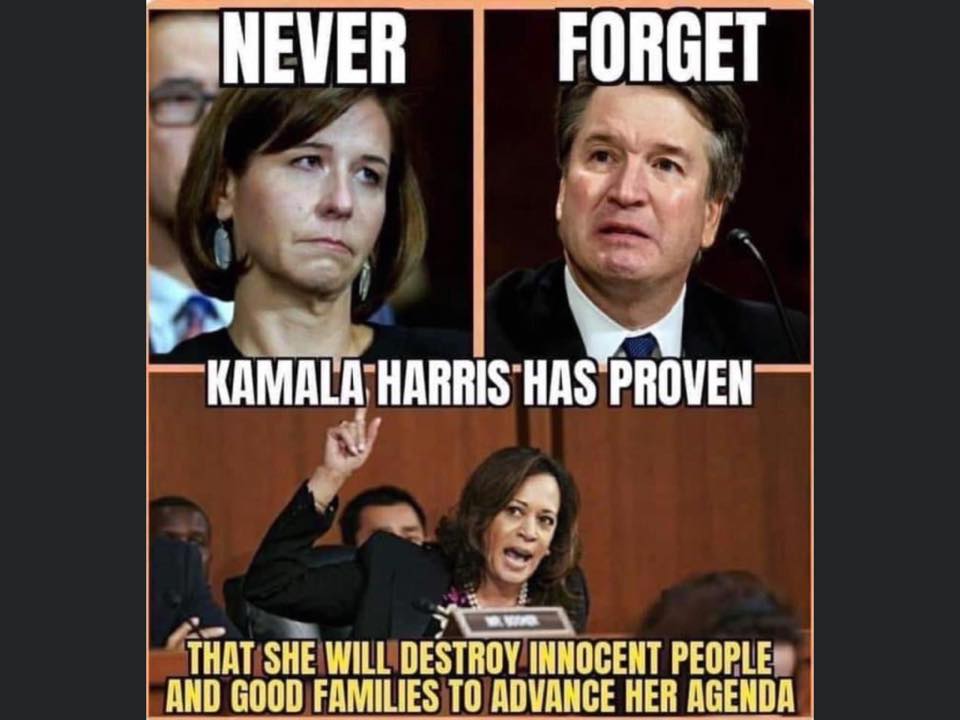 NEVER FORGET
KAMALA HARRIS HAS PROVEN
THAT SHE WILL DESTROY INNOCENT PEOPLE
AND GOOD FAMILIES TO ADVANCE HER AGENDA